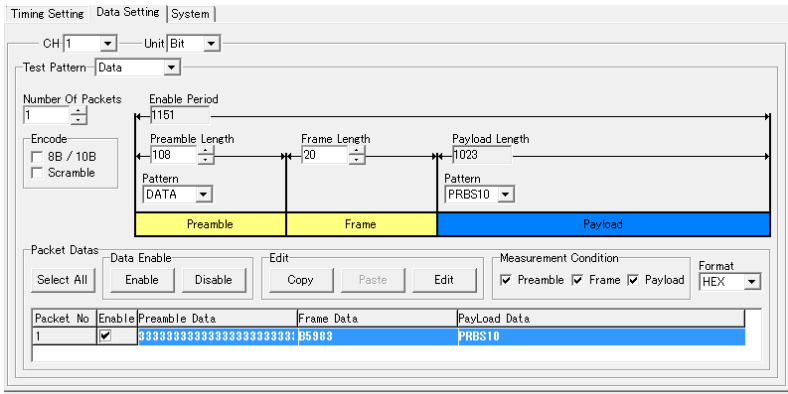 Timing Setting Data Setting System
CH 1 Unit Bit
Test Pattern Data
Number Of Packets Enable Period
1 1151
Encode Preamble Length Frame Length Payload Length
8B / 10B 108 20 1023
Scramble
Pattern Pattern
DATA PRBS10
Preamble Frame Payload
Packet Datas Data Enable Edit Measurement Condition Format
Select All Enable Disable Copy Paste Edit Preamble Frame Payload HEX
Packet No Enable Preamble Data Frame Data PayLoad Data
1 B5983 PRBS10